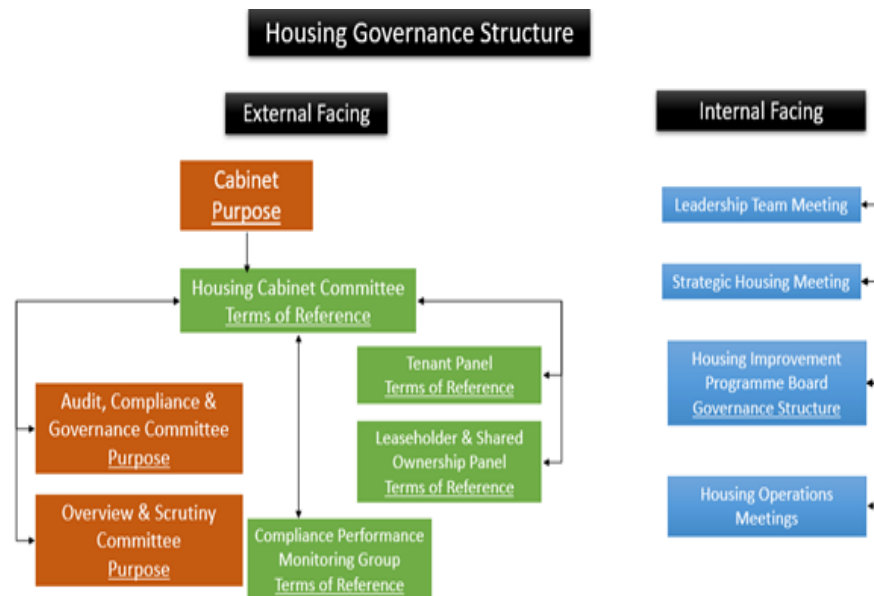 Housing Governance Structure
External Facing
Internal Facing
Cabinet
Purpose
Housing Cabinet Committee
Terms of Reference
Tenant Panel
Terms of Reference
Audit, Compliance &
Governance Committee
Purpose
Leaseholder & Shared
Ownership Panel
Terms of Reference
Overview & Scrutiny
Committee
Purpose
Compliance Performance
Monitoring Group
Terms of Reference
Leadership Team Meeting
Strategic Housing Meeting
Housing Improvement
Programme Board
Governance Structure
Housing Operations
Meetings